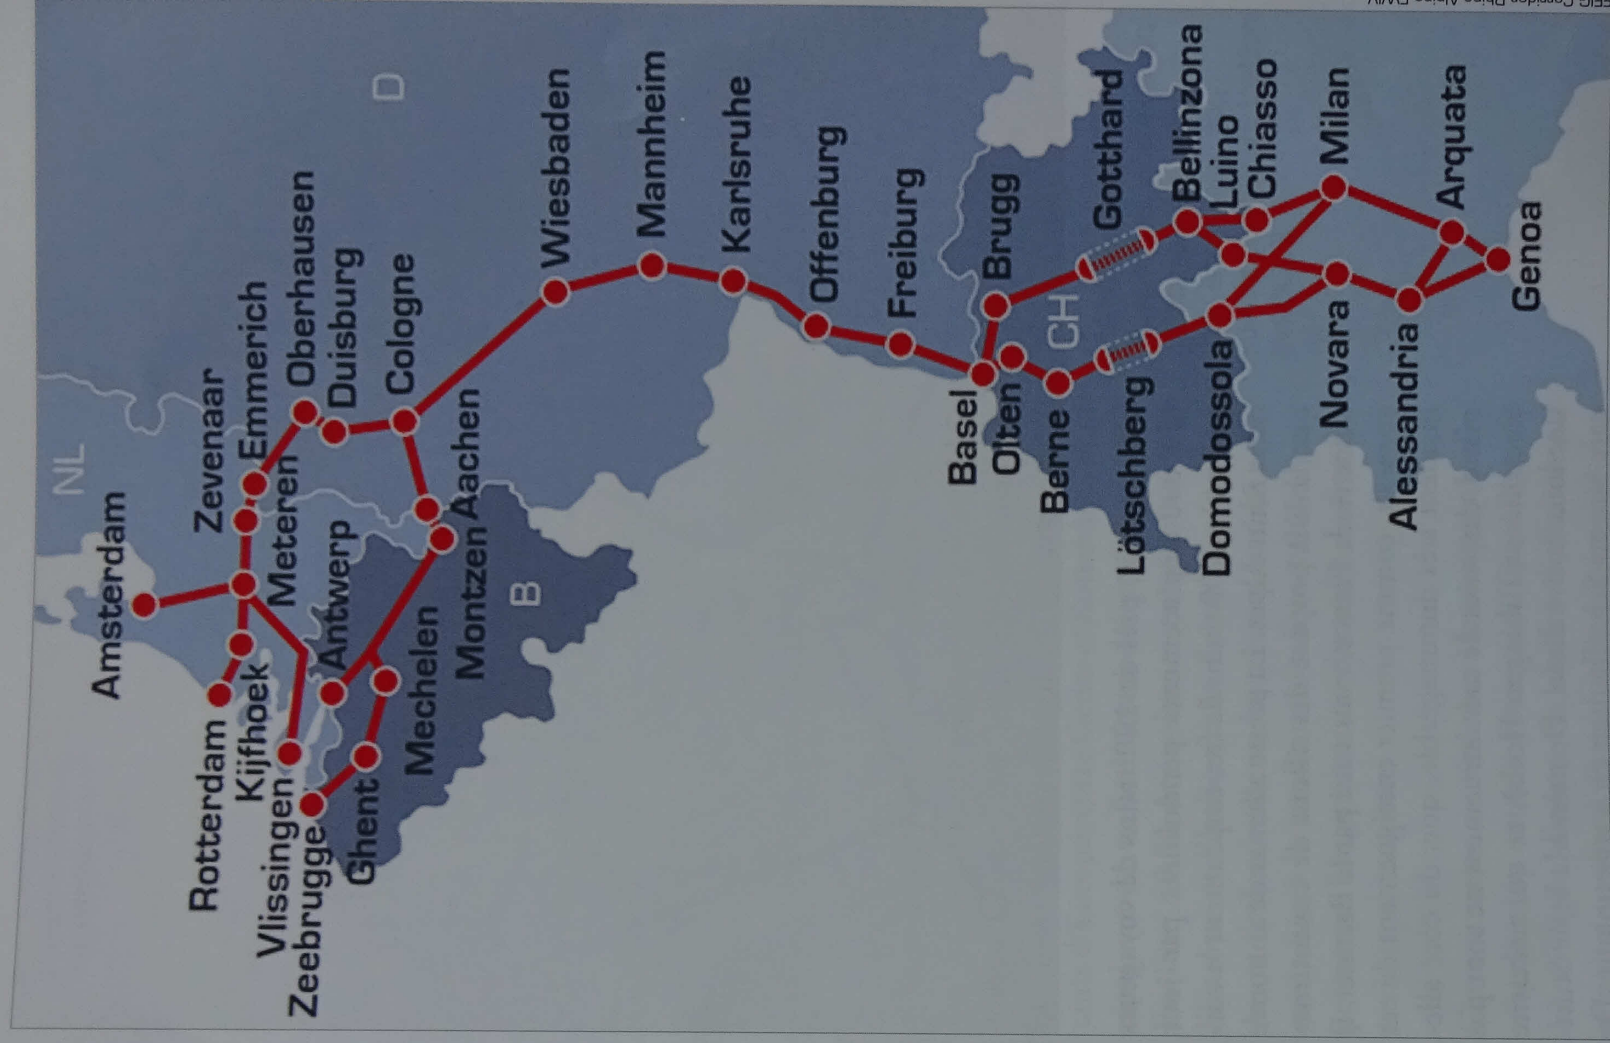 Amsterdam
NL
Zevenaar
Emmerich
Oberhausen
Duisburg
D
Rotterdam
Kijfhoek
Meteren
Vlissingen
Zeebrugge
Antwerp
Ghent
Mechelen
Montzen
Aachen
Cologne
B
Wiesbaden
Mannheim
Karlsruhe
Offenburg
Freiburg
Basel
Brugg
Olten
Berne
CH
Gotthard
Lötschberg
Bellinzona
Luino
Chiasso
Domodossola
Milan
Novara
Alessandria
Arquata
Genoa